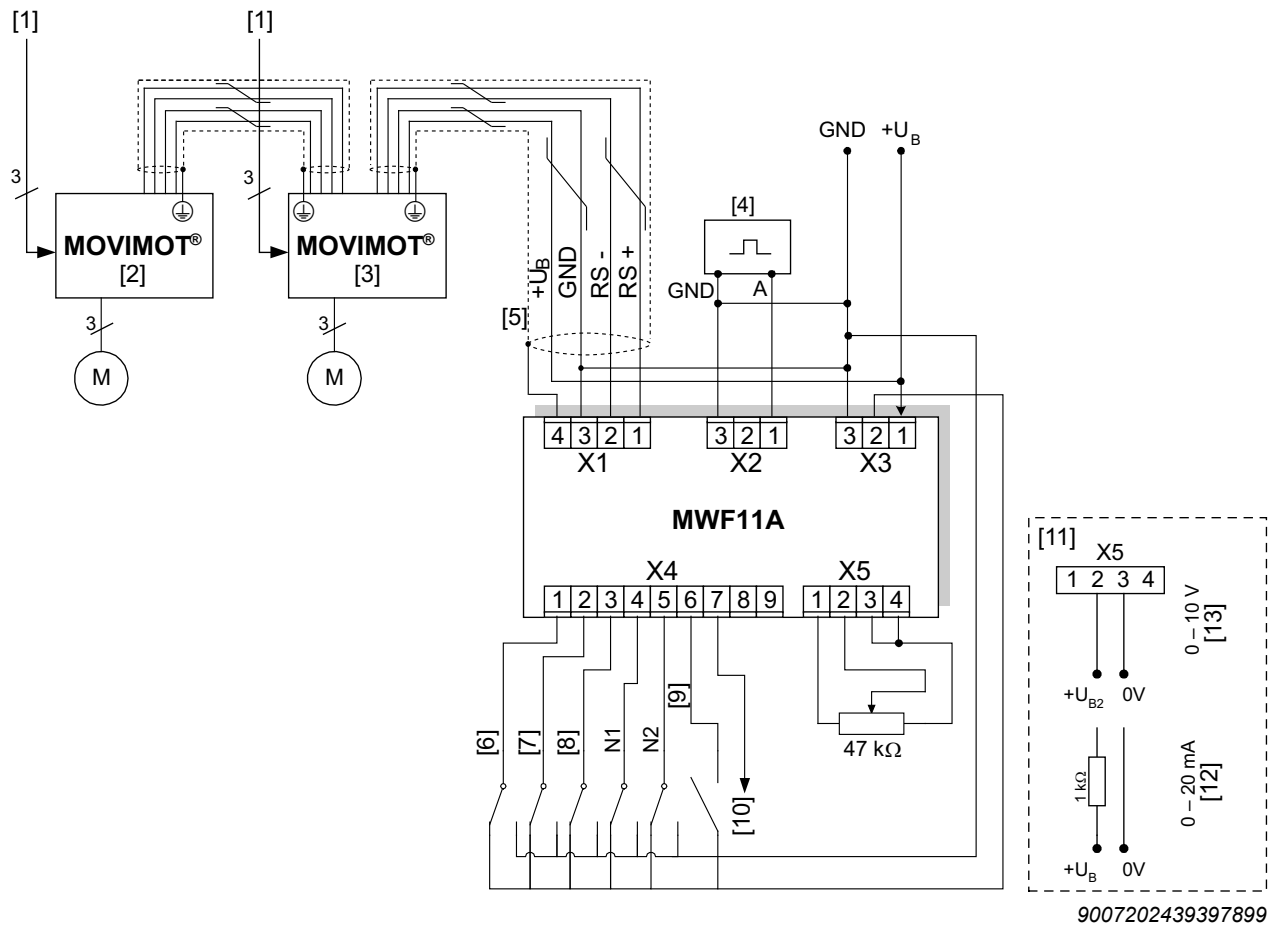 [1] [1]
GND +UB
3 3
[4]
MOVIMOT® MOVIMOT®
[2] [3]
+UB
GND
RS -
RS +
GND A
[5]
3 3
M M
4 3 2 1 3 2 1 3 2 1
X1 X2 X3
MWF11A
X4 X5
1 2 3 4 5 6 7 8 9 1 2 3 4
[6]
[7]
[8]
N1
N2
[9]
[10]
47 kΩ
[11]
X5
1 2 3 4
0 – 10 V
[13]
+UB2 0V
1 kΩ
0 – 20 mA
[12]
+UB 0V
9007202439397899